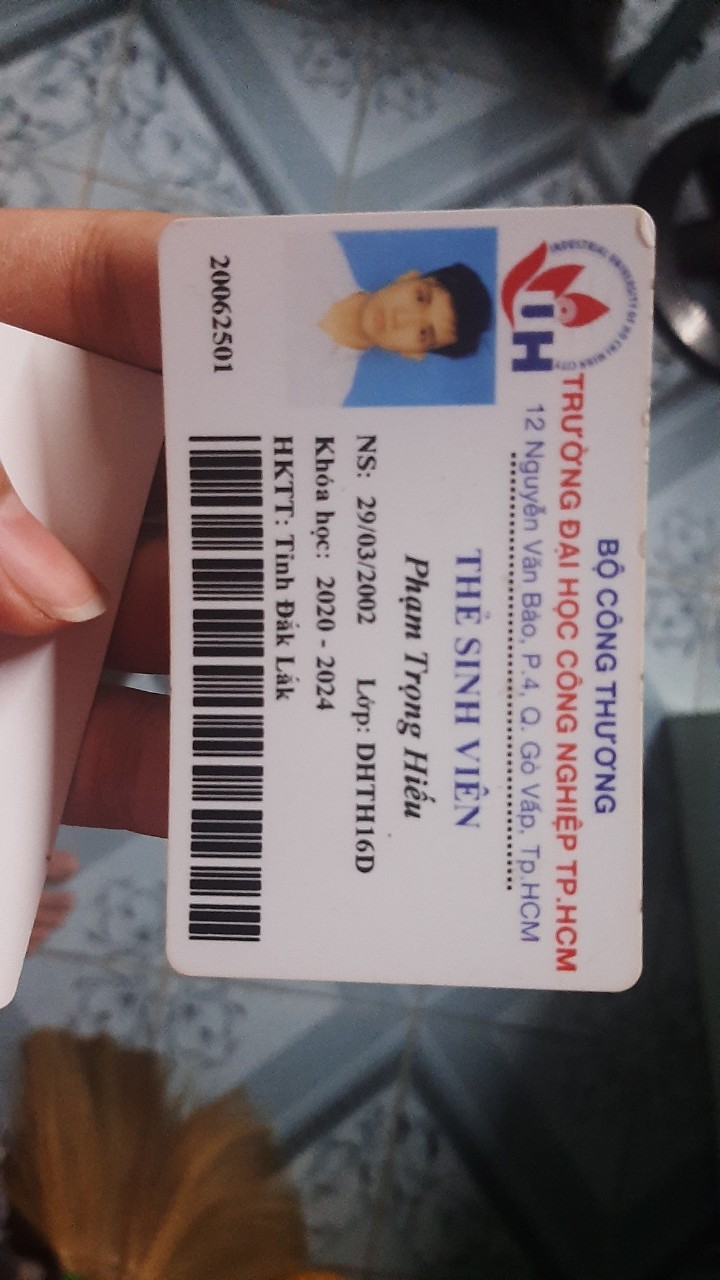 BỘ CÔNG THƯƠNG
TRƯỜNG ĐẠI HỌC CÔNG NGHIỆP TP.HCM
12 Nguyễn Văn Bảo, P.4, Q. Gò Vấp, Tp.HCM
INDUSTRIAL UNIVERSITY OF HO CHI MINH CITY
IUH
THẺ SINH VIÊN
Phạm Trọng Hiếu
NS: 29/03/2002 Lớp: DHTH16D
Khóa học: 2020 - 2024
HKTT: Tỉnh Đắk Lắk
20062501